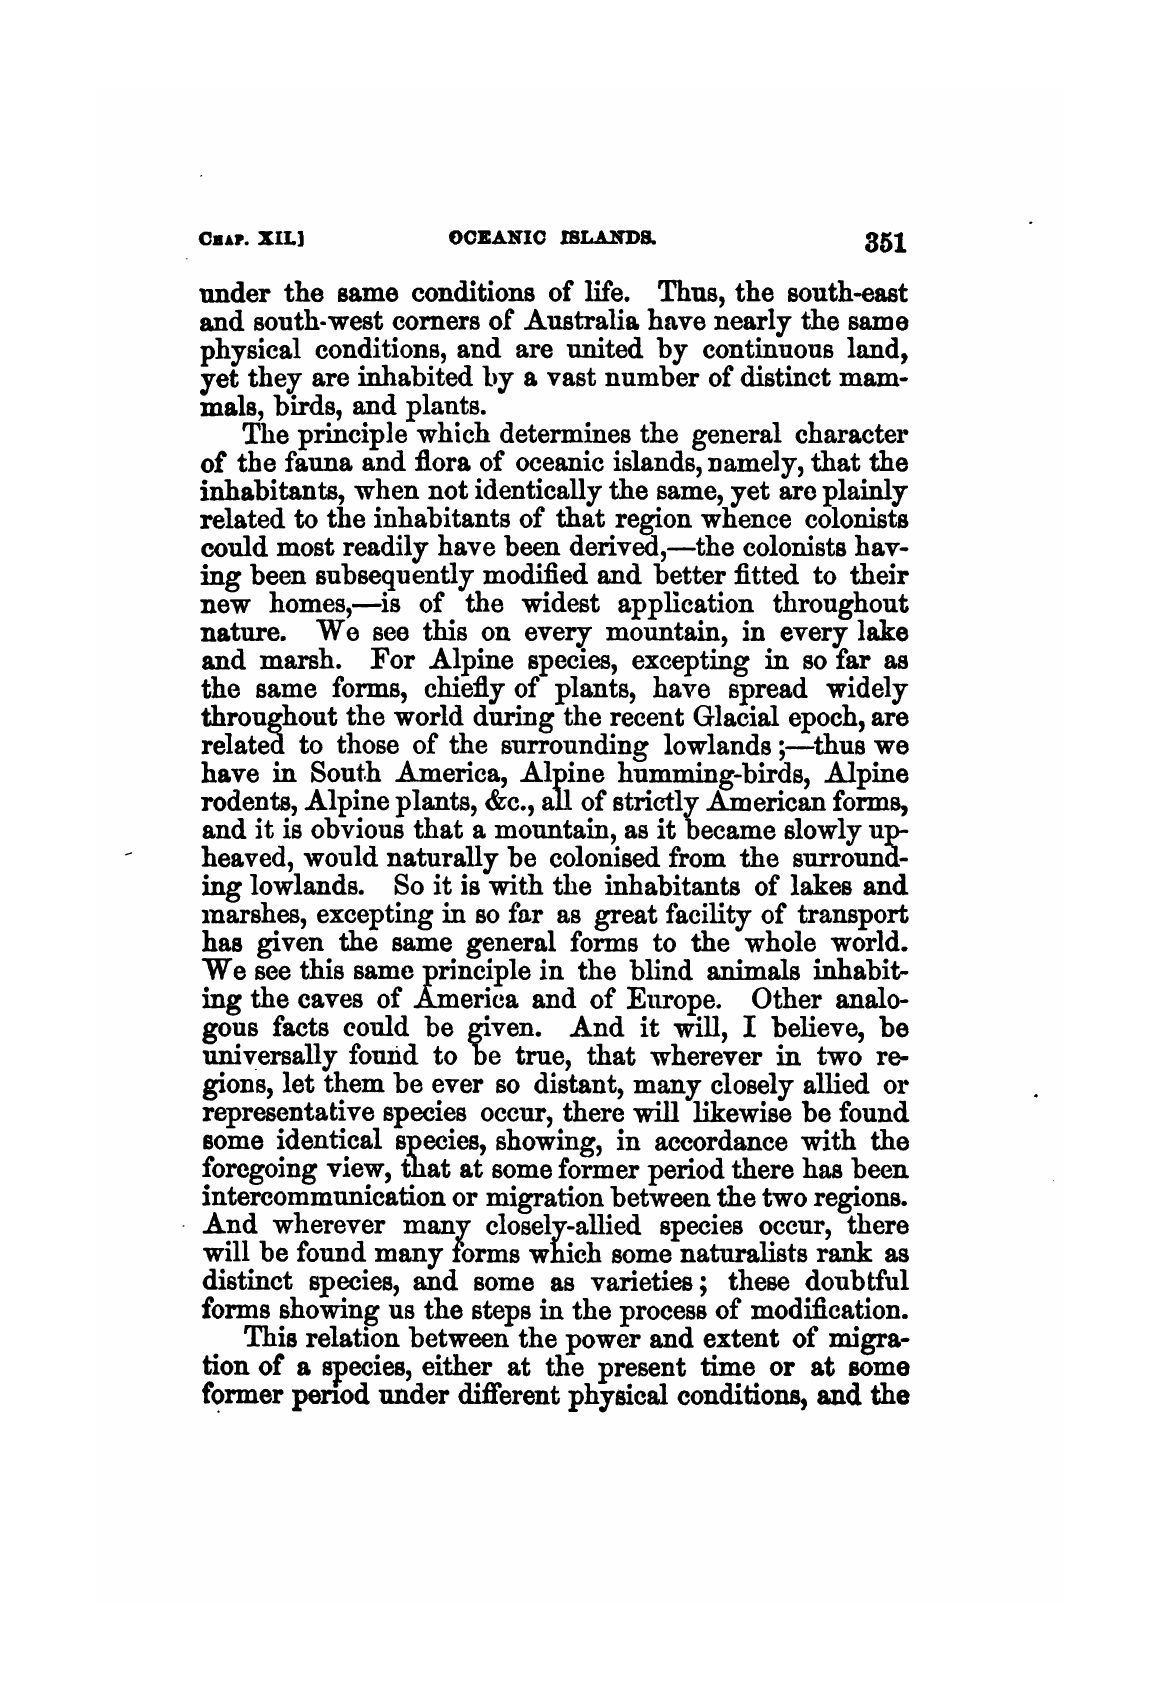 CHAP. XII.] OCEANIC ISLANDS. 351
under the same conditions of life. Thus, the south-east
and south-west corners of Australia have nearly the same
physical conditions, and are united by continuous land,
yet they are inhabited by a vast number of distinct mam-
mals, birds, and plants.
The principle which determines the general character
of the fauna and flora of oceanic islands, namely, that the
inhabitants, when not identically the same, yet are plainly
related to the inhabitants of that region whence colonists
could most readily have been derived,—the colonists hav-
ing been subsequently modified and better fitted to their
new homes,—is of the widest application throughout
nature. We see this on every mountain, in every lake
and marsh. For Alpine species, excepting in so far as
the same forms, chiefly of plants, have spread widely
throughout the world during the recent Glacial epoch, are
related to those of the surrounding lowlands;—thus we
have in South America, Alpine humming-birds, Alpine
rodents, Alpine plants, &c., all of strictly American forms,
and it is obvious that a mountain, as it became slowly up-
heaved, would naturally be colonised from the surround-
ing lowlands. So it is with the inhabitants of lakes and
marshes, excepting in so far as great facility of transport
has given the same general forms to the whole world.
We see this same principle in the blind animals inhabit-
ing the caves of America and of Europe. Other analo-
gous facts could be given. And it will, I believe, be
universally found to be true, that wherever in two re-
gions, let them be ever so distant, many closely allied or
representative species occur, there will likewise be found
some identical species, showing, in accordance with the
foregoing view, that at some former period there has been
intercommunication or migration between the two regions.
And wherever many closely-allied species occur, there
will be found many forms which some naturalists rank as
distinct species, and some as varieties; these doubtful
forms showing us the steps in the process of modification.
This relation between the power and extent of migra-
tion of a species, either at the present time or at some
former period under different physical conditions, and the